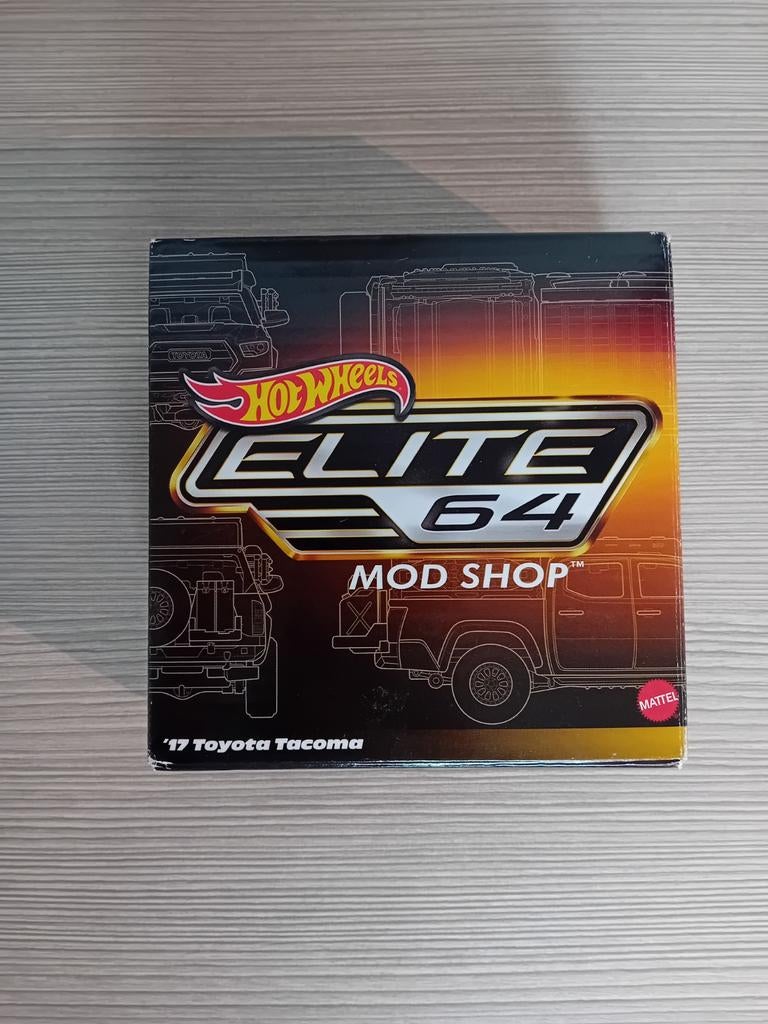 TOYOTA
HOT WHEELS
ELITE
64
MOD SHOP™
MATTEL
'17 Toyota Tacoma